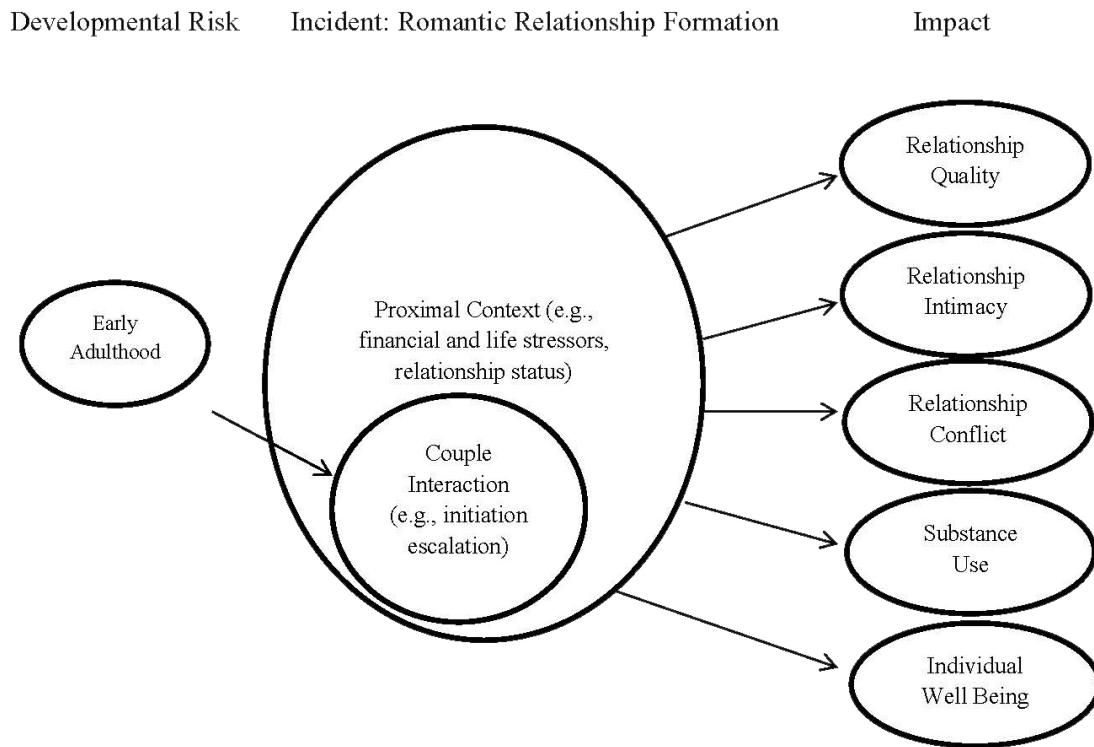 Developmental Risk
Incident: Romantic Relationship Formation
Impact
Early
Adulthood
Proximal Context (e.g.,
financial and life stressors,
relationship status)
Couple
Interaction
(e.g., initiation
escalation)
Relationship
Quality
Relationship
Intimacy
Relationship
Conflict
Substance
Use
Individual
Well Being